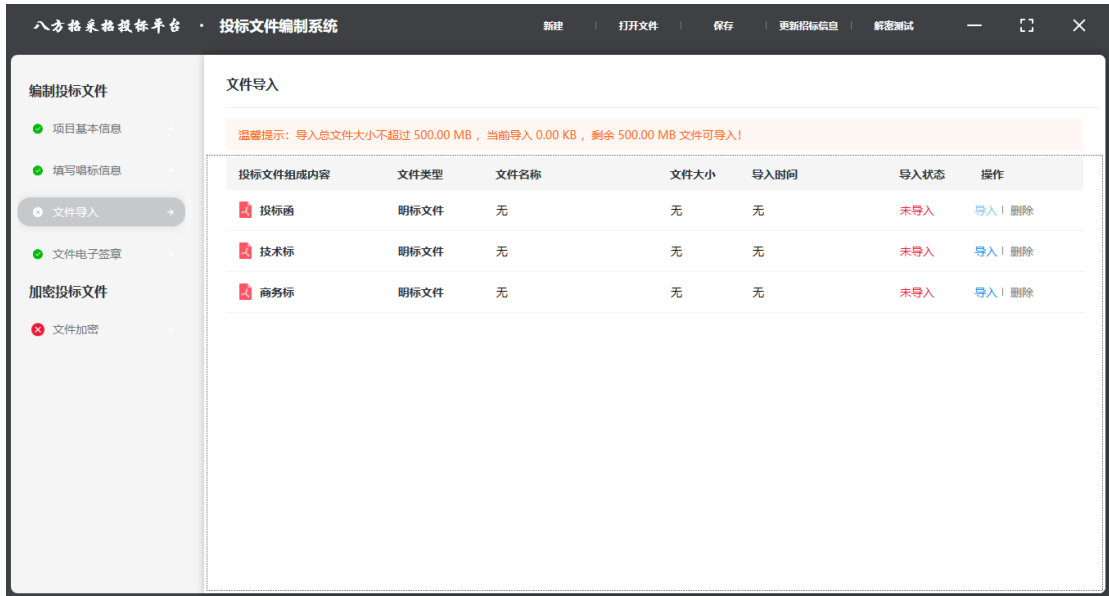 八方格采格投标平台 · 投标文件编制系统 新建 打开文件 保存 更新招标信息 解密测试
编制投标文件
项目基本信息
填写唱标信息
文件导入
文件电子签章
加密投标文件
文件加密
文件导入
温馨提示：导入总文件大小不超过 500.00 MB ，当前导入 0.00 KB ，剩余 500.00 MB 文件可导入！
投标文件组成内容 文件类型 文件名称 文件大小 导入时间 导入状态 操作
投标函 明标文件 无 无 无 未导入 导入 | 删除
技术标 明标文件 无 无 无 未导入 导入 | 删除
商务标 明标文件 无 无 无 未导入 导入 | 删除